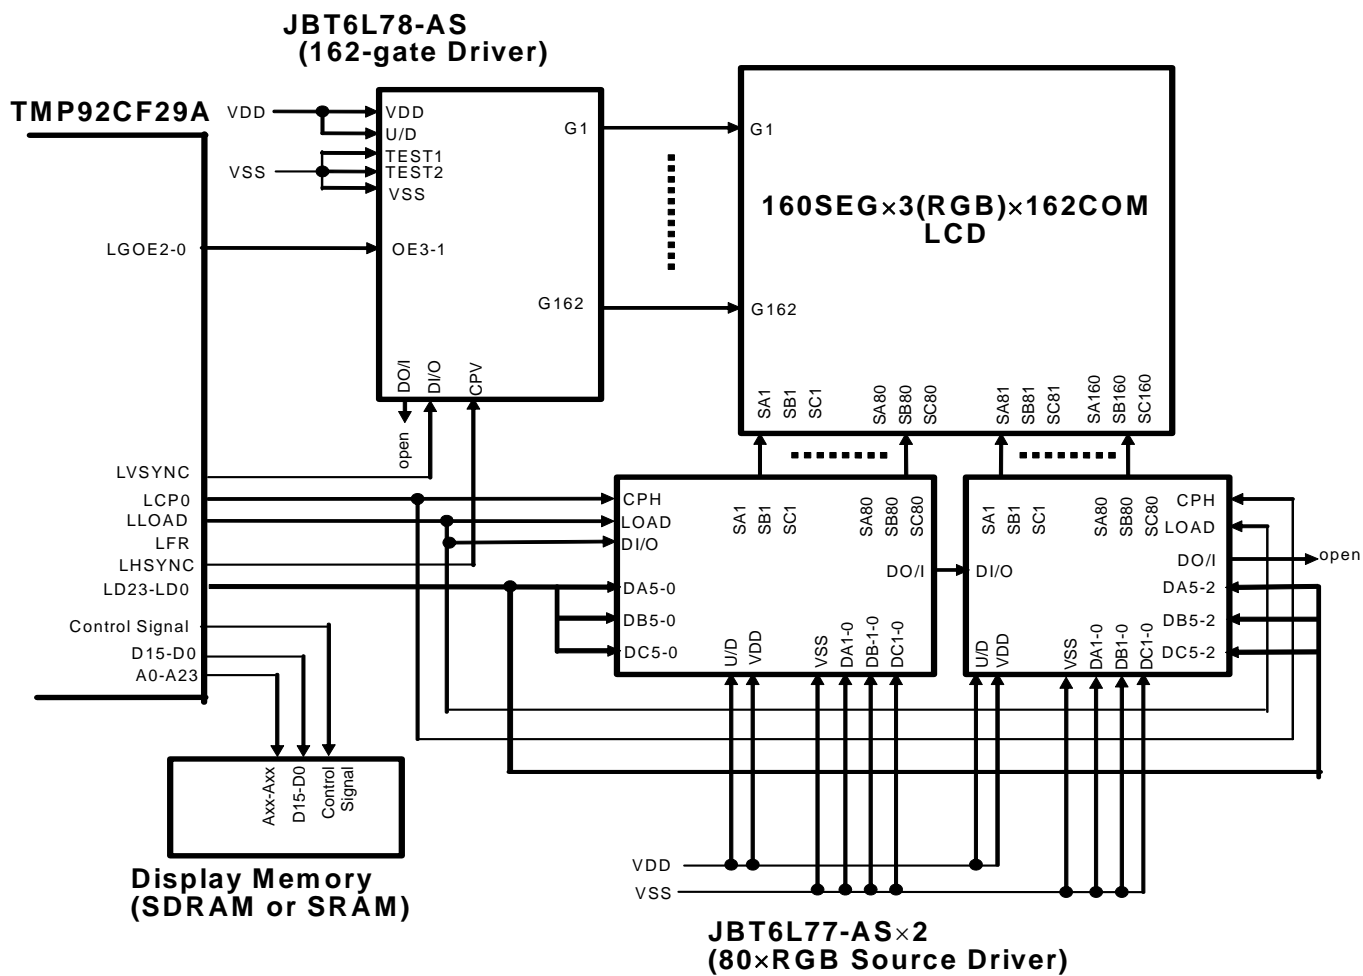 JBT6L78-AS
(162-gate Driver)
TMP92CF29A
VDD
VSS
VDD
U/D
TEST1
TEST2
VSS
G1
OE3-1
G162
DO/I
DI/O
CPV
open
G1
160SEG×3(RGB)×162COM
LCD
G162
SA1
SB1
SC1
SA80
SB80
SC80
SA81
SB81
SC81
SA160
SB160
SC160
LGOE2-0
LVSYNC
LCP0
LLOAD
LFR
LHSYNC
LD23-LD0
Control Signal
D15-D0
A0-A23
CPH
LOAD
DI/O
DA5-0
DB5-0
DC5-0
SA1
SB1
SC1
SA80
SB80
SC80
DO/I
U/D
VDD
VSS
DA1-0
DB-1-0
DC1-0
DI/O
SA1
SB1
SC1
SA80
SB80
SC80
CPH
LOAD
DO/I
open
DA5-2
DB5-2
DC5-2
U/D
VDD
VSS
DA1-0
DB1-0
DC1-0
Axx-Axx
D15-D0
Control
Signal
Display Memory
(SDRAM or SRAM)
VDD
VSS
JBT6L77-AS×2
(80×RGB Source Driver)